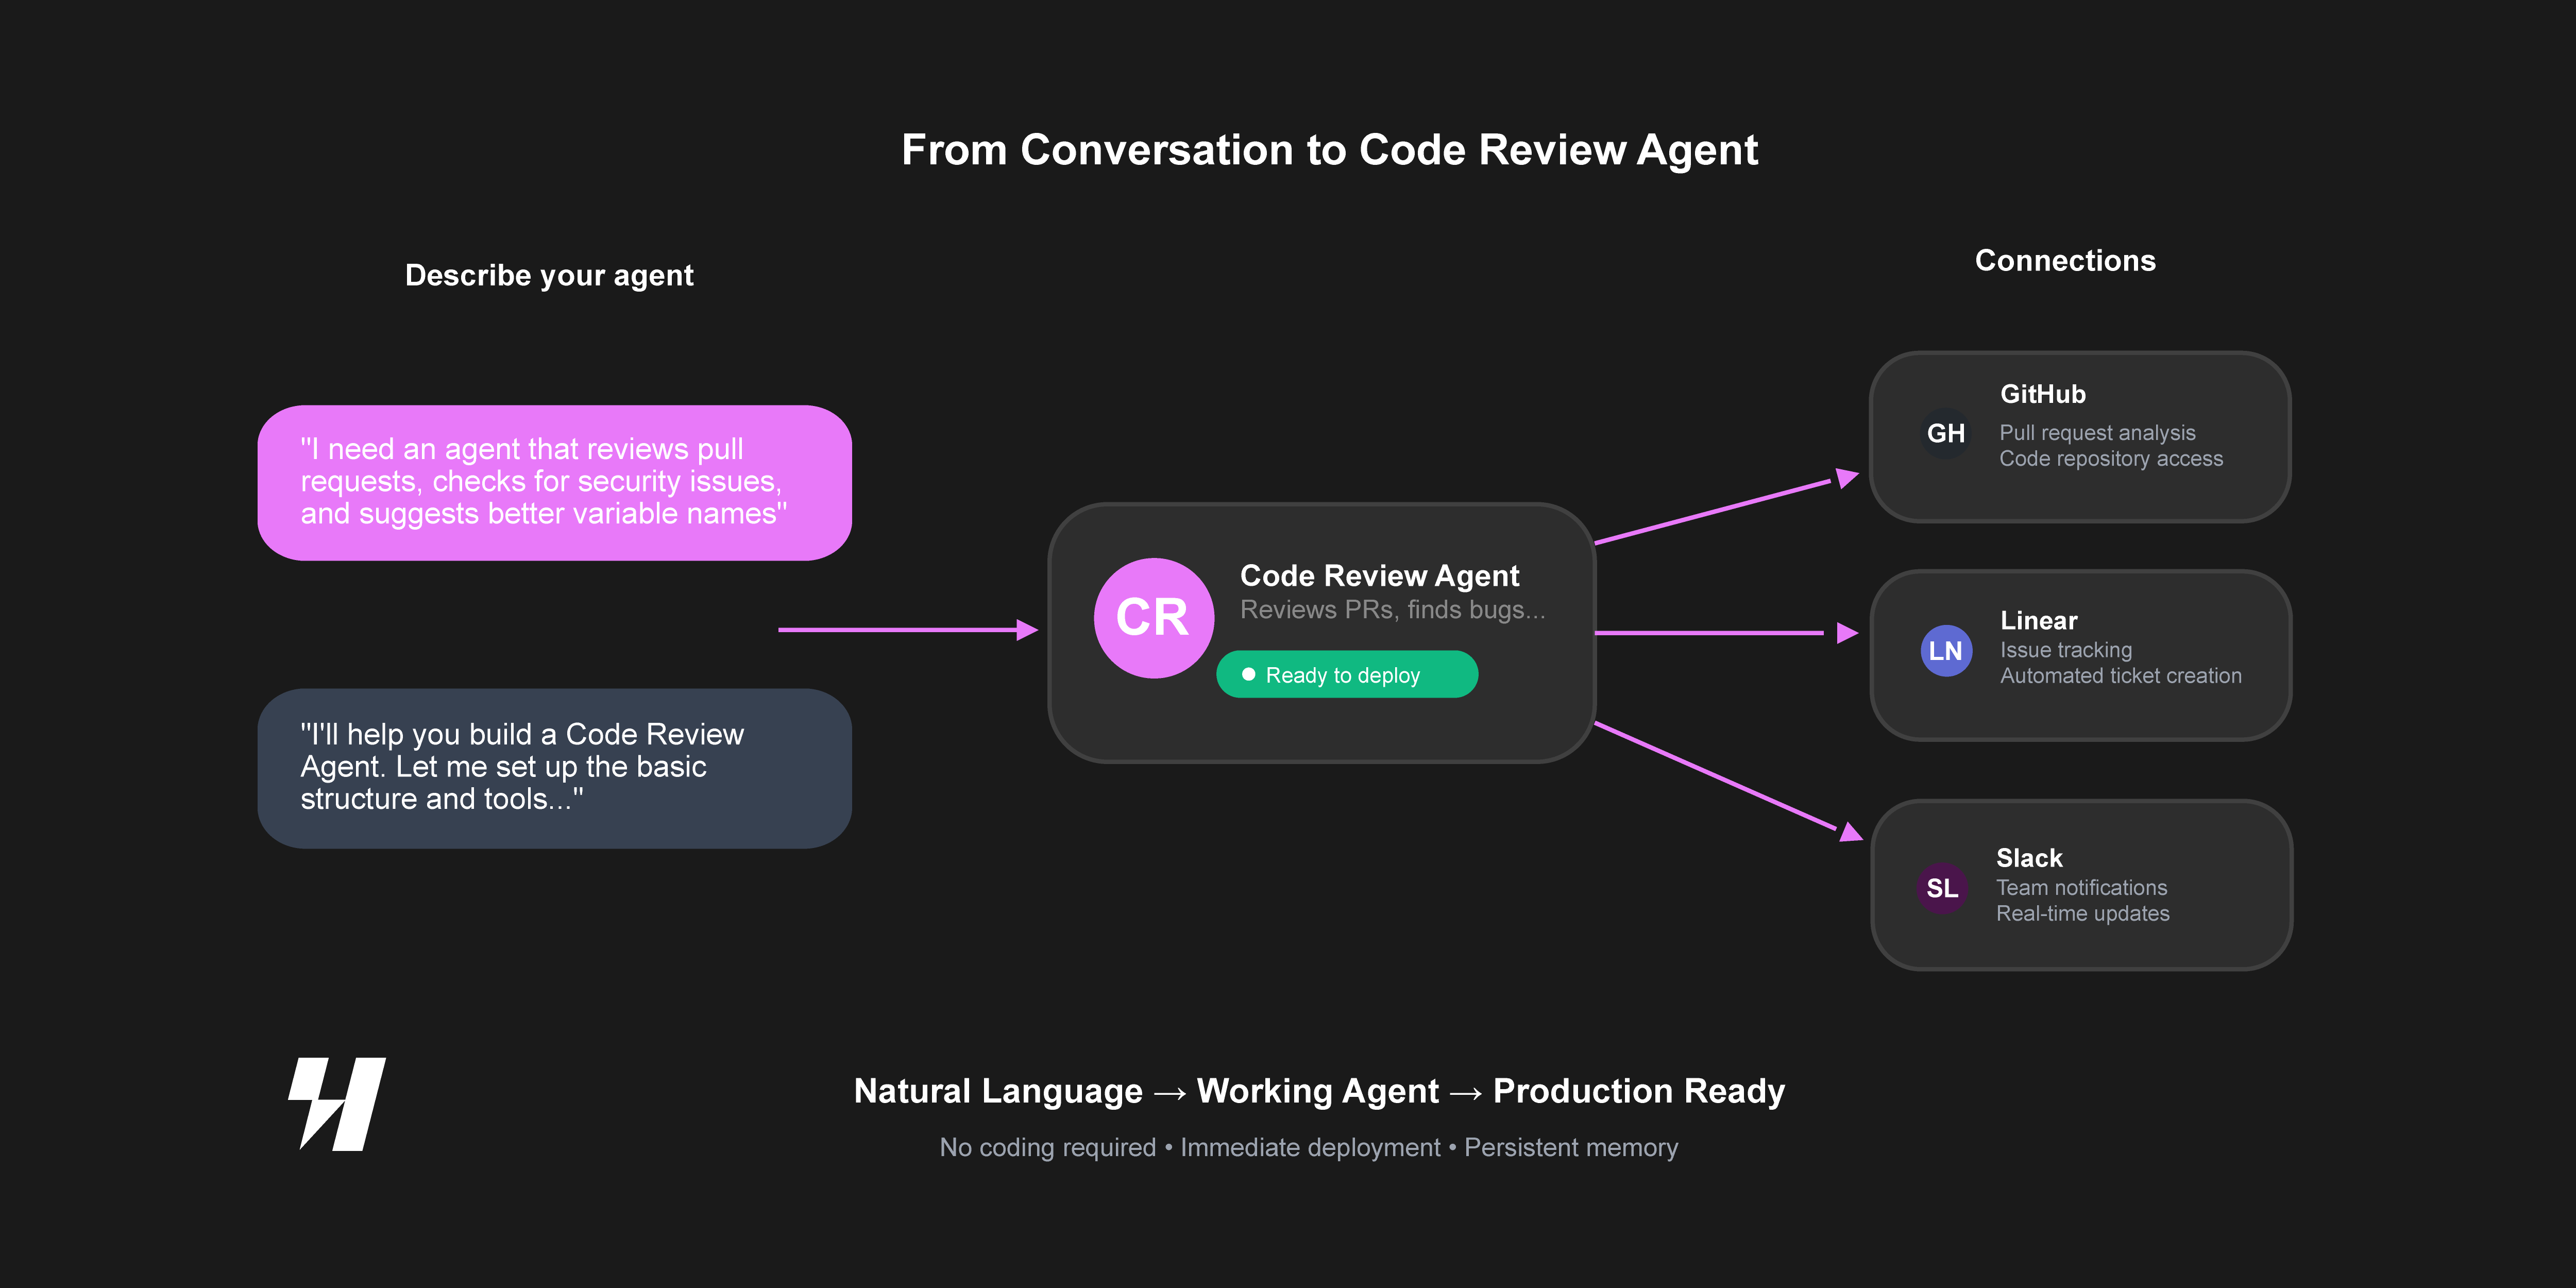 From Conversation to Code Review Agent
Describe your agent
"I need an agent that reviews pull
requests, checks for security issues,
and suggests better variable names"
"I'll help you build a Code Review
Agent. Let me set up the basic
structure and tools..."
CR
Code Review Agent
Reviews PRs, finds bugs...
Ready to deploy
Connections
GH
GitHub
Pull request analysis
Code repository access
LN
Linear
Issue tracking
Automated ticket creation
SL
Slack
Team notifications
Real-time updates
Natural Language → Working Agent → Production Ready
No coding required • Immediate deployment • Persistent memory